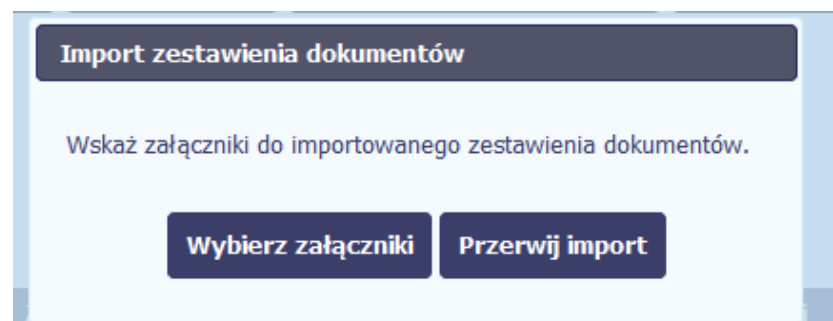 Import zestawienia dokumentów
Wskaż załączniki do importowanego zestawienia dokumentów.
Wybierz załączniki Przerwij import